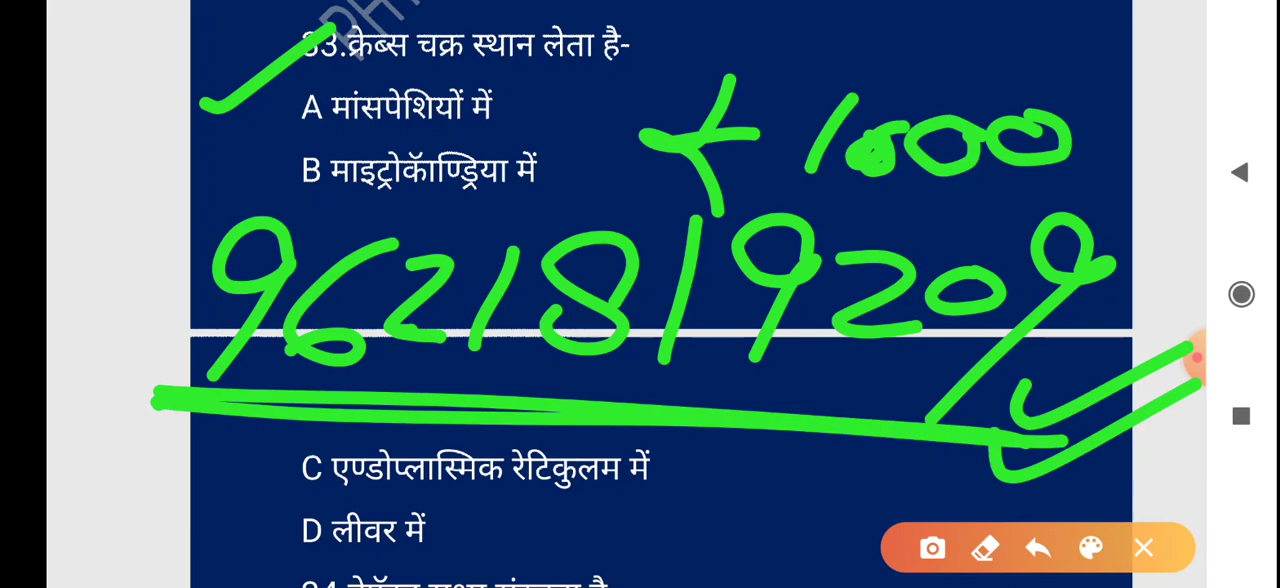 33.क्रेब्स चक्र स्थान लेता है-
A मांसपेशियों में
+ 1000
B माइट्रोकॅाण्ड्रिया में
9621819209
C एण्डोप्लास्मिक रेटिकुलम में
D लीवर में